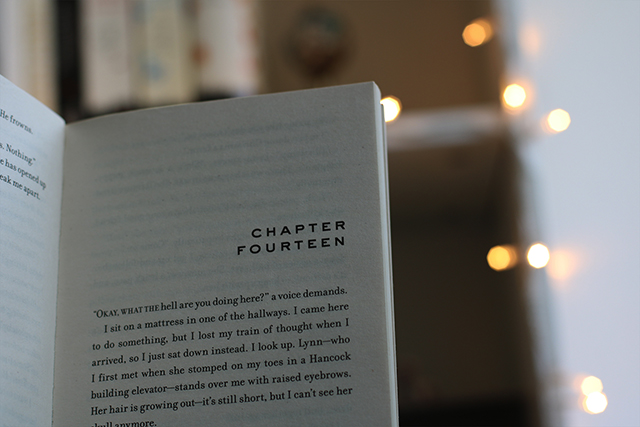 He frowns.
s. Nothing."
e has opened up
eak me apart.
CHAPTER
FOURTEEN
"OKAY, WHAT THE hell are you doing here?" a voice demands.
I sit on a mattress in one of the hallways. I came here
to do something, but I lost my train of thought when I
arrived, so I just sat down instead. I look up. Lynn—who
I first met when she stomped on my toes in a Hancock
building elevator—stands over me with raised eyebrows.
Her hair is growing out—it's still short, but I can't see her
skull anymore.